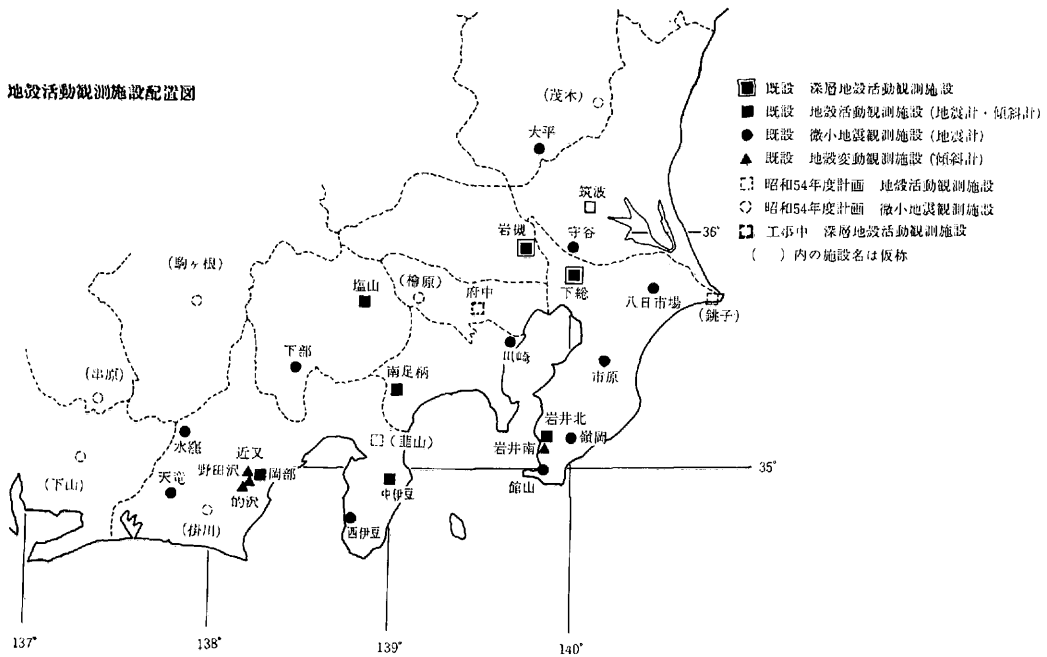 地殻活動観測施設配置図
既設 深層地殻活動観測施設
既設 地殻活動観測施設(地震計・傾斜計)
既設 微小地震観測施設(地震計)
既設 地殻変動観測施設(傾斜計)
昭和54年度計画 地殻活動観測施設
昭和54年度計画 微小地震観測施設
工事中 深層地殻活動観測施設
( )内の施設名は仮称
(茂木)
大平
筑波
岩槻
守谷
36°
(駒ヶ根)
塩山
(檜原)
府中
下総
八日市場
(銚子)
川崎
下部
市原
(串原)
南足柄
岩井北
嶺岡
水窪
(韮山)
岩井南
近又
野田沢
岡部
35°
(下山)
天竜
的沢
中伊豆
館山
(掛川)
西伊豆
137°
138°
139°
140°